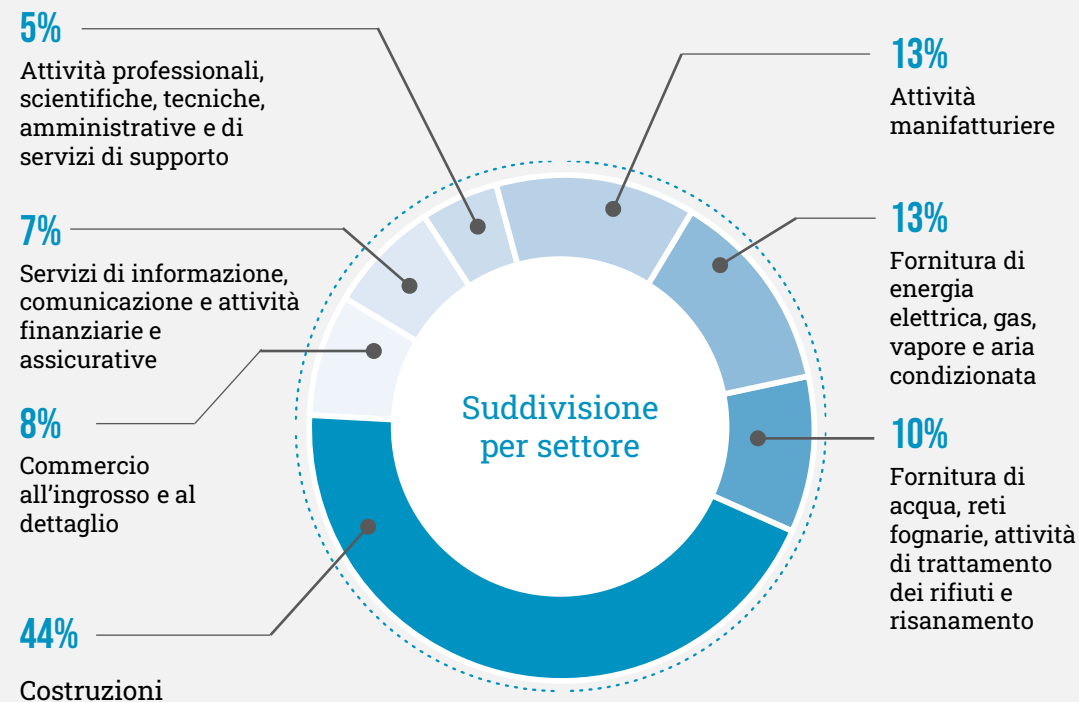 5%
Attività professionali,
scientifiche, tecniche,
amministrative e di
servizi di supporto
7%
Servizi di informazione,
comunicazione e attività
finanziarie e
assicurative
8%
Commercio
all'ingrosso e al
dettaglio
44%
Costruzioni
Suddivisione
per settore
13%
Attività
manifatturiere
13%
Fornitura di
energia
elettrica, gas,
vapore e aria
condizionata
10%
Fornitura di
acqua, reti
fognarie, attività
di trattamento
dei rifiuti e
risanamento